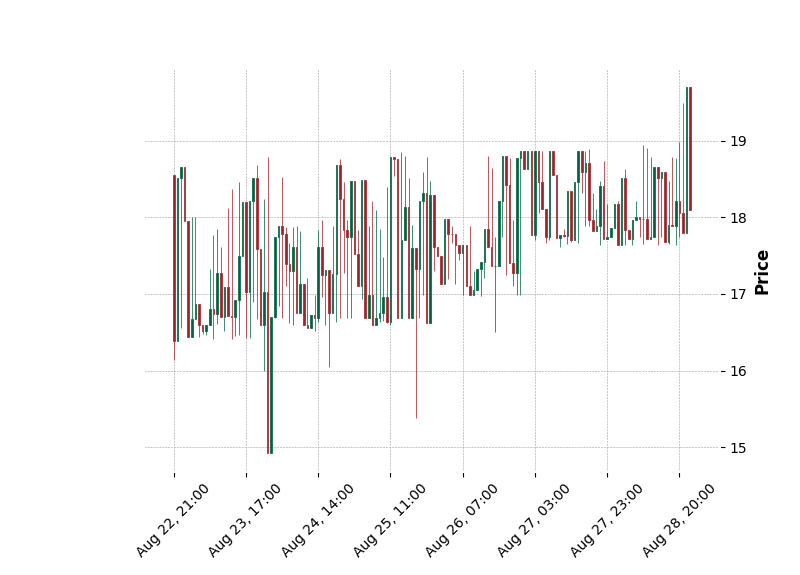 19
18
17
16
15
Price
Aug 22, 21:00
Aug 23, 17:00
Aug 24, 14:00
Aug 25, 11:00
Aug 26, 07:00
Aug 27, 03:00
Aug 27, 23:00
Aug 28, 20:00